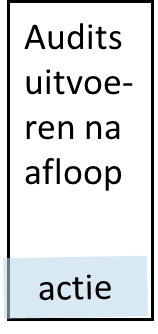 Audits
uitvoe-
ren na
afloop
actie